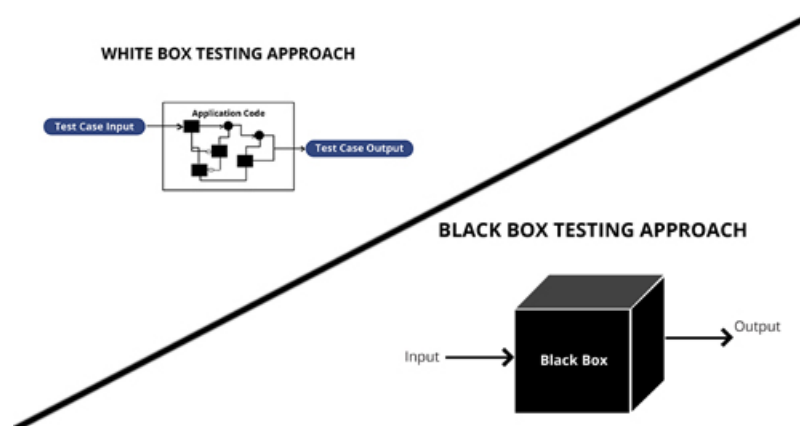 WHITE BOX TESTING APPROACH
Application Code
Test Case Input
Test Case Output
BLACK BOX TESTING APPROACH
Output
Input
Black Box